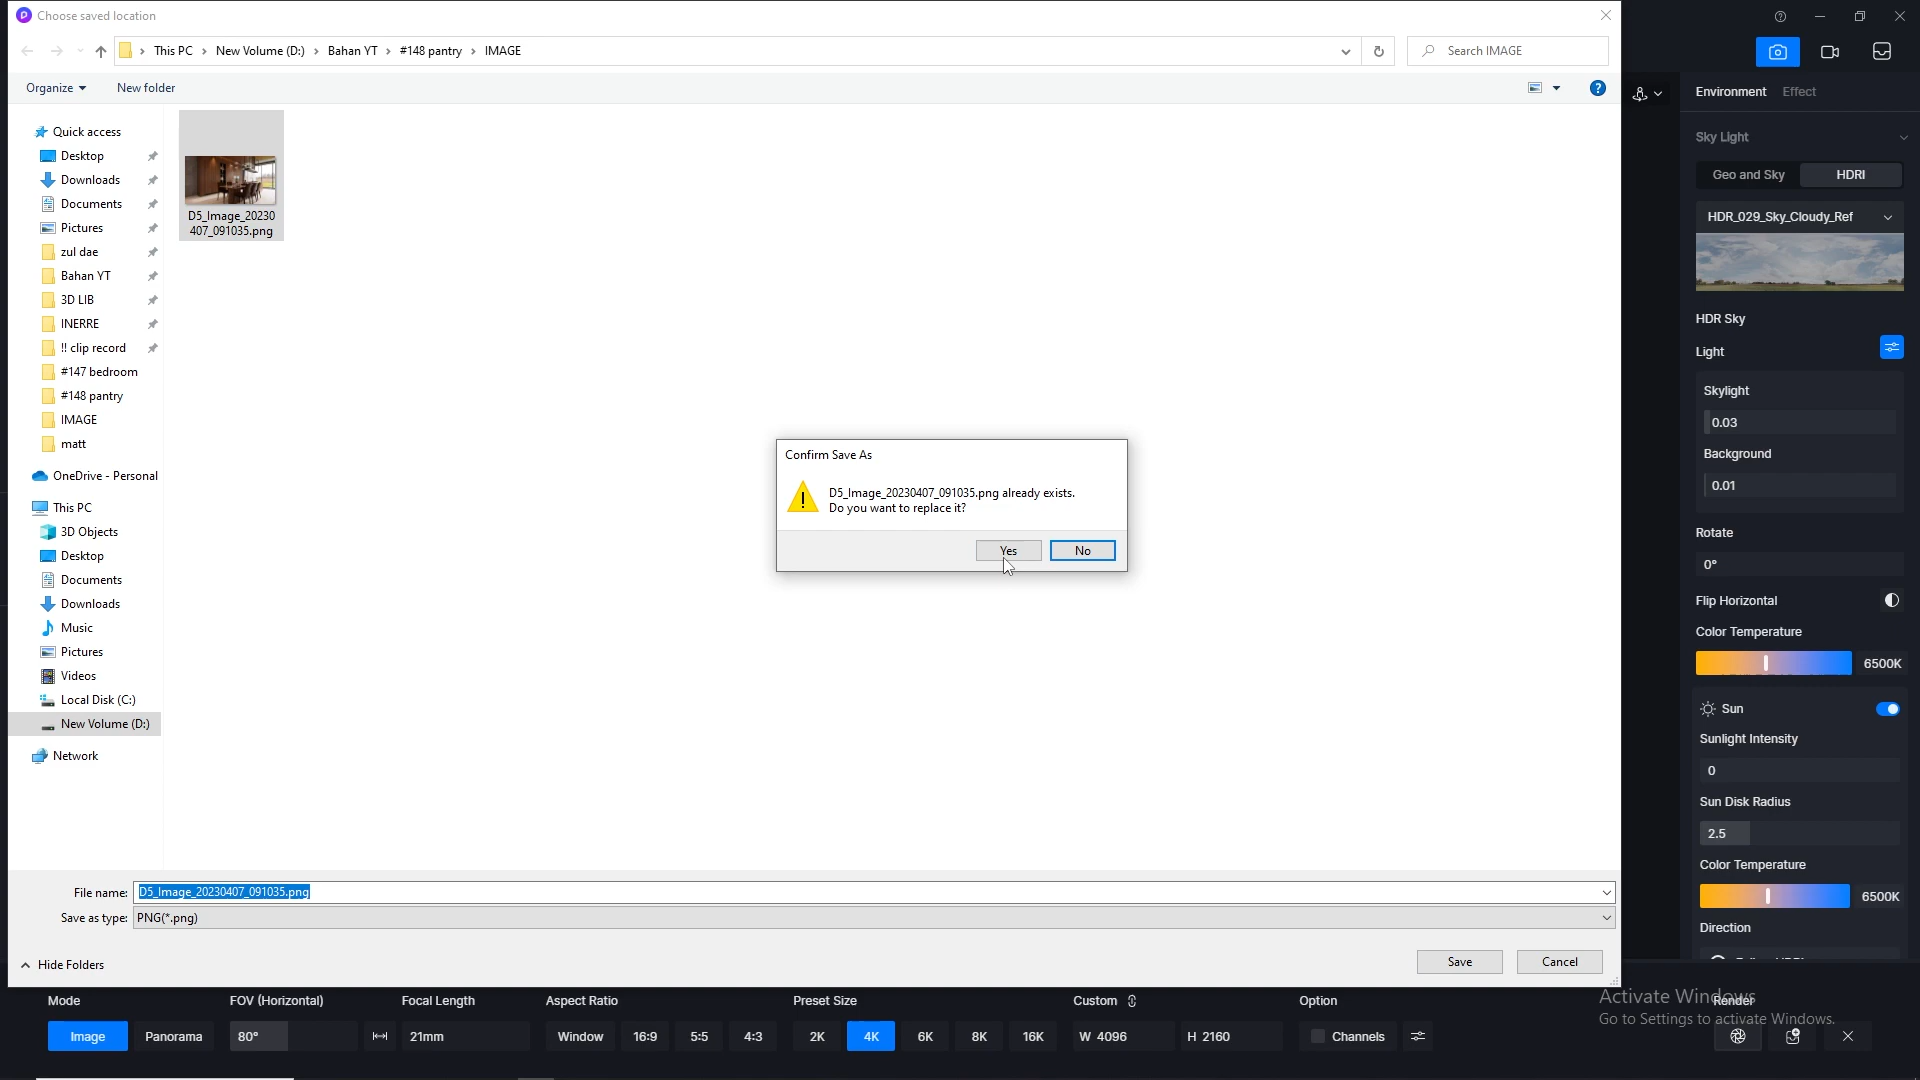 Choose saved location
This PC > New Volume (D:) > Bahan YT > #148 pantry > IMAGE
Search IMAGE
Organize
New folder
Quick access
Desktop
Downloads
Documents
Pictures
zul dae
Bahan YT
3D LIB
INERRE
!! clip record
#147 bedroom
#148 pantry
IMAGE
matt
OneDrive - Personal
This PC
3D Objects
Desktop
Documents
Downloads
Music
Pictures
Videos
Local Disk (C:)
New Volume (D:)
Network
D5_Image_20230
407_091035.png
Confirm Save As
D5_Image_20230407_091035.png already exists.
Do you want to replace it?
Yes
No
File name: D5_Image_20230407_091035.png
Save as type: PNG(*.png)
Hide Folders
Save
Cancel
Environment
Effect
Sky Light
Geo and Sky
HDRI
HDR_029_Sky_Cloudy_Ref
HDR Sky
Light
Skylight
0.03
Background
0.01
Rotate
0°
Flip Horizontal
Color Temperature
6500K
Sun
Sunlight Intensity
0
Sun Disk Radius
2.5
Color Temperature
6500K
Direction
Mode
Image
Panorama
FOV (Horizontal)
80°
Focal Length
21mm
Aspect Ratio
Window
16:9
5:5
4:3
Preset Size
2K
4K
6K
8K
16K
Custom
W 4096
H 2160
Option
Channels
Render
Activate Windows
Go to Settings to activate Windows.